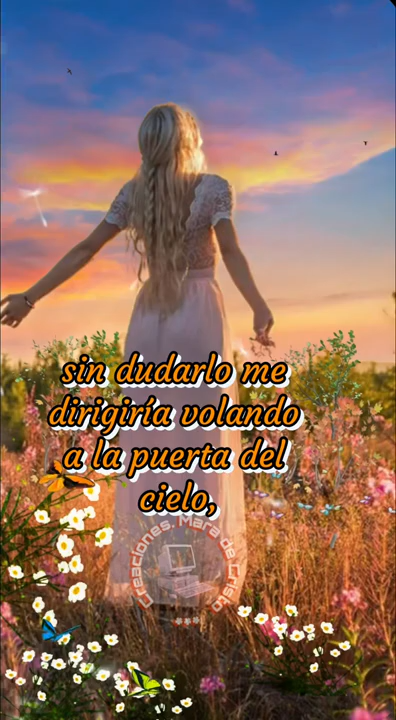 sin dudarlo me
dirigiría volando
a la puerta del
cielo,
Creaciones, Mara de Cristo